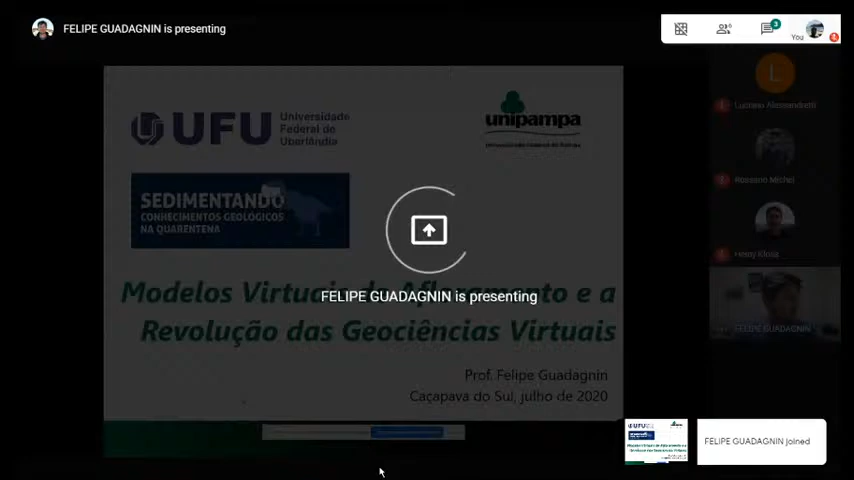 FELIPE GUADAGNIN is presenting
3
You
UFU
Universidade
Federal de
Uberlândia
unipampa
L
Luciano Alessandretti
SEDIMENTANDO
CONHECIMENTOS GEOLÓGICOS
NA QUARENTENA
Rossano Michel
FELIPE GUADAGNIN is presenting
Modelos Virtuais de Afloramento e a
Revolução das Geociências Virtuais
FELIPE GUADAGNIN
Prof. Felipe Guadagnin
Caçapava do Sul, julho de 2020
FELIPE GUADAGNIN joined